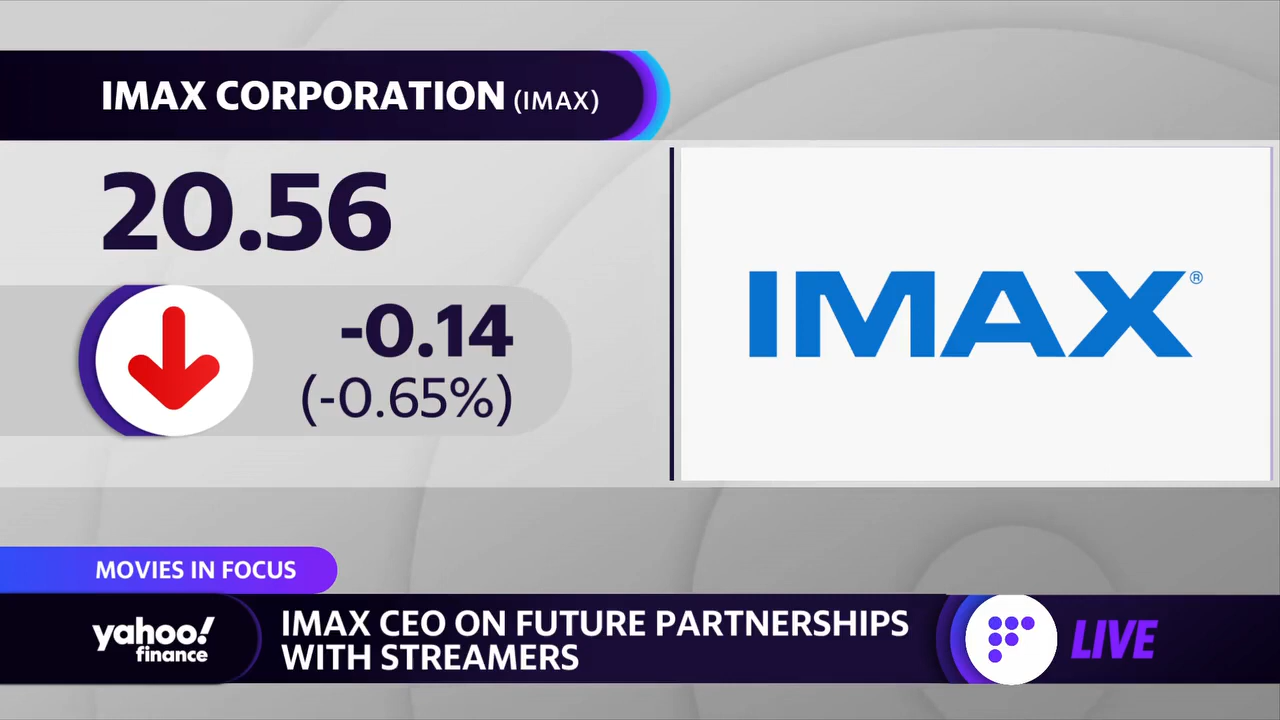 IMAX CORPORATION (IMAX)
20.56
-0.14
(-0.65%)
IMAX®
MOVIES IN FOCUS
yahoo!
finance
IMAX CEO ON FUTURE PARTNERSHIPS
WITH STREAMERS
LIVE